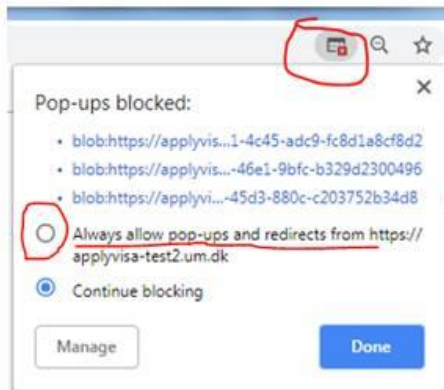 Pop-ups blocked:
blob:https://applyvis...1-4c45-adc9-fc8d1a8cf8d2
blob:https://applyvi...-46e1-9bfc-b329d2300496
blob:https://applyvi...-45d3-880c-c203752b34d8
Always allow pop-ups and redirects from https://
applyvisa-test2.um.dk
Continue blocking
Manage
Done